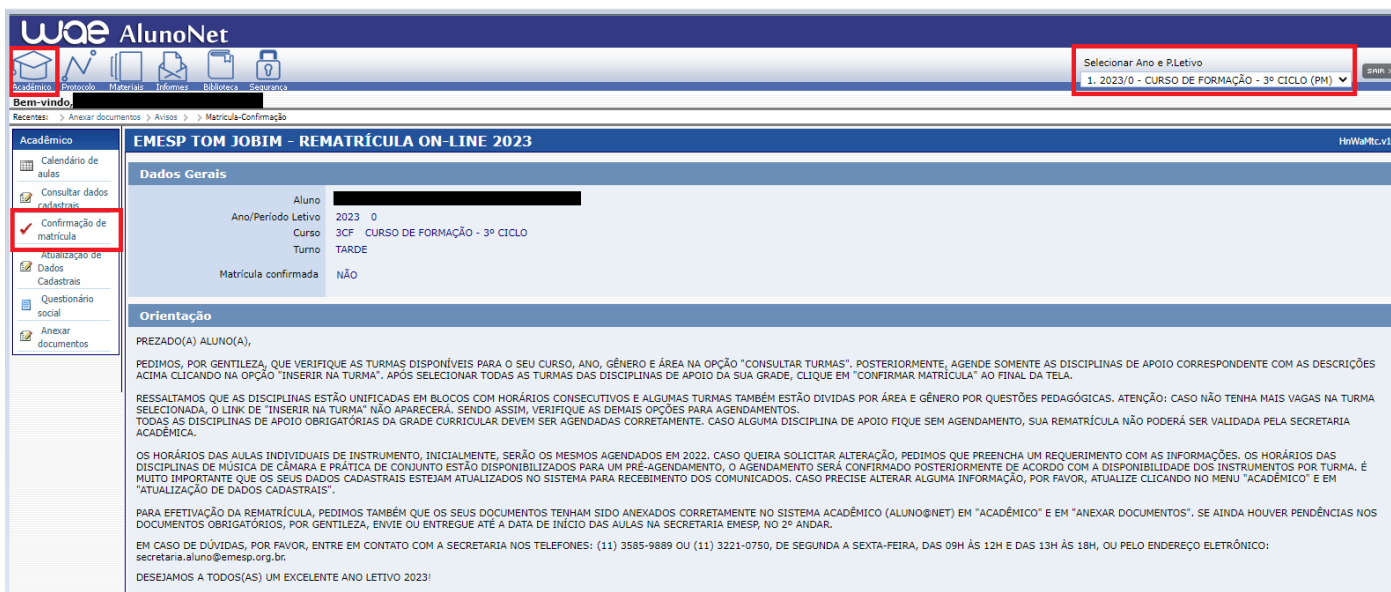 wae AlunoNet
Selecionar Ano e P.Letivo
1. 2023/0 - CURSO DE FORMAÇÃO - 3º CICLO (PM)
SAIR
Acadêmico Protocolo Materiais Informes Biblioteca Segurança
Bem-vindo,
Recentes: > Anexar documentos > Avisos > > Matricula-Confirmação
Acadêmico
Calendário de
aulas
Consultar dados
cadastrais
Confirmação de
matrícula
Atualização de
Dados
Cadastrais
Questionário
social
Anexar
documentos
EMESP TOM JOBIM - REMATRÍCULA ON-LINE 2023
HnWaMtc.v1
Dados Gerais
Aluno
Ano/Período Letivo 2023 0
Curso 3CF CURSO DE FORMAÇÃO - 3º CICLO
Turno TARDE
Matrícula confirmada NÃO
Orientação
PREZADO(A) ALUNO(A),
PEDIMOS, POR GENTILEZA, QUE VERIFIQUE AS TURMAS DISPONÍVEIS PARA O SEU CURSO, ANO, GÊNERO E ÁREA NA OPÇÃO "CONSULTAR TURMAS". POSTERIORMENTE, AGENDE SOMENTE AS DISCIPLINAS DE APOIO CORRESPONDENTE COM AS DESCRIÇÕES
ACIMA CLICANDO NA OPÇÃO "INSERIR NA TURMA". APÓS SELECIONAR TODAS AS TURMAS DAS DISCIPLINAS DE APOIO DA SUA GRADE, CLIQUE EM "CONFIRMAR MATRÍCULA" AO FINAL DA TELA.
RESSALTAMOS QUE AS DISCIPLINAS ESTÃO UNIFICADAS EM BLOCOS COM HORÁRIOS CONSECUTIVOS E ALGUMAS TURMAS TAMBÉM ESTÃO DIVIDAS POR ÁREA E GÊNERO POR QUESTÕES PEDAGÓGICAS. ATENÇÃO: CASO NÃO TENHA MAIS VAGAS NA TURMA
SELECIONADA, O LINK DE "INSERIR NA TURMA" NÃO APARECERÁ. SENDO ASSIM, VERIFIQUE AS DEMAIS OPÇÕES PARA AGENDAMENTOS.
TODAS AS DISCIPLINAS DE APOIO OBRIGATÓRIAS DA GRADE CURRICULAR DEVEM SER AGENDADAS CORRETAMENTE. CASO ALGUMA DISCIPLINA DE APOIO FIQUE SEM AGENDAMENTO, SUA REMATRÍCULA NÃO PODERÁ SER VALIDADA PELA SECRETARIA
ACADÊMICA.
OS HORÁRIOS DAS AULAS INDIVIDUAIS DE INSTRUMENTO, INICIALMENTE, SERÃO OS MESMOS AGENDADOS EM 2022. CASO QUEIRA SOLICITAR ALTERAÇÃO, PEDIMOS QUE PREENCHA UM REQUERIMENTO COM AS INFORMAÇÕES. OS HORÁRIOS DAS
DISCIPLINAS DE MÚSICA DE CÂMARA E PRÁTICA DE CONJUNTO ESTÃO DISPONIBILIZADOS PARA UM PRÉ-AGENDAMENTO, O AGENDAMENTO SERÁ CONFIRMADO POSTERIORMENTE DE ACORDO COM A DISPONIBILIDADE DOS INSTRUMENTOS POR TURMA. É
MUITO IMPORTANTE QUE OS SEUS DADOS CADASTRAIS ESTEJAM ATUALIZADOS NO SISTEMA PARA RECEBIMENTO DOS COMUNICADOS. CASO PRECISE ALTERAR ALGUMA INFORMAÇÃO, POR FAVOR, ATUALIZE CLICANDO NO MENU "ACADÊMICO" E EM
"ATUALIZAÇÃO DE DADOS CADASTRAIS".
PARA EFETIVAÇÃO DA REMATRÍCULA, PEDIMOS TAMBÉM QUE OS SEUS DOCUMENTOS TENHAM SIDO ANEXADOS CORRETAMENTE NO SISTEMA ACADÊMICO (ALUNO@NET) EM "ACADÊMICO" E EM "ANEXAR DOCUMENTOS". SE AINDA HOUVER PENDÊNCIAS NOS
DOCUMENTOS OBRIGATÓRIOS, POR GENTILEZA, ENVIE OU ENTREGUE ATÉ A DATA DE INÍCIO DAS AULAS NA SECRETARIA EMESP, NO 2º ANDAR.
EM CASO DE DÚVIDAS, POR FAVOR, ENTRE EM CONTATO COM A SECRETARIA NOS TELEFONES: (11) 3585-9889 OU (11) 3221-0750, DE SEGUNDA A SEXTA-FEIRA, DAS 09H ÀS 12H E DAS 13H ÀS 18H, OU PELO ENDEREÇO ELETRÔNICO:
secretaria.aluno@emesp.org.br.
DESEJAMOS A TODOS(AS) UM EXCELENTE ANO LETIVO 2023!